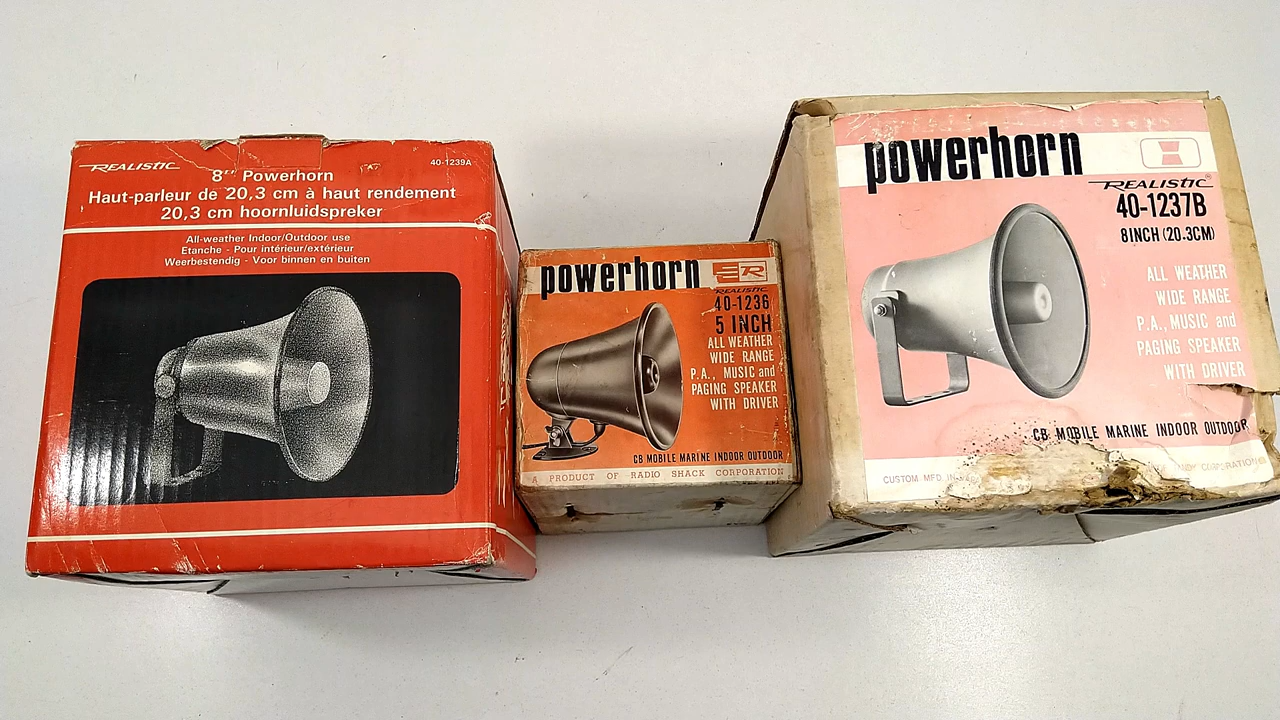 REALISTIC
40-1239A
8" Powerhorn
Haut-parleur de 20,3 cm à haut rendement
20,3 cm hoornluidspreker
All-weather Indoor/Outdoor use
Etanche - Pour intérieur/extérieur
Weerbestendig - Voor binnen en buiten
powerhorn
REALISTIC
40-1236
5 INCH
ALL WEATHER
WIDE RANGE
P.A., MUSIC and
PAGING SPEAKER
WITH DRIVER
CB MOBILE MARINE INDOOR OUTDOOR
A PRODUCT OF RADIO SHACK CORPORATION
powerhorn
REALISTIC
40-1237B
8 INCH (20.3CM)
ALL WEATHER
WIDE RANGE
P.A., MUSIC and
PAGING SPEAKER
WITH DRIVER
CB MOBILE MARINE INDOOR OUTDOOR
CUSTOM MFD. IN
CORPORATION